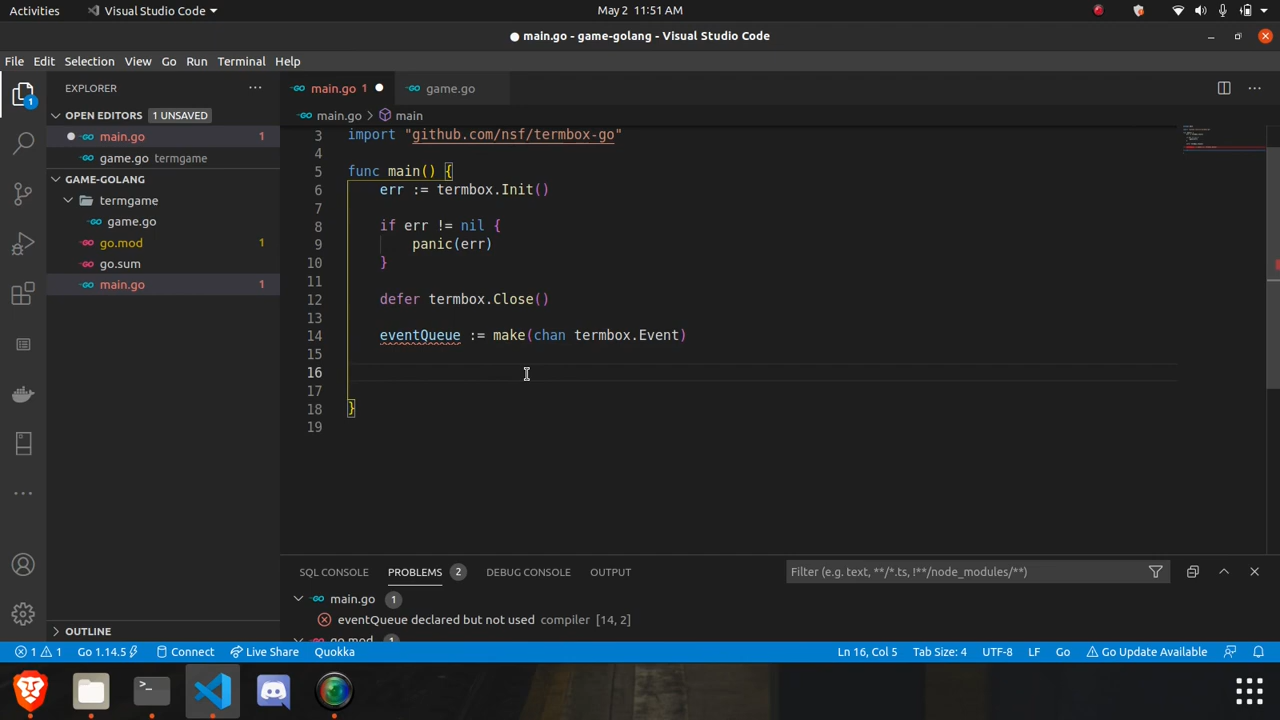 Activities
Visual Studio Code
May 2 11:51 AM
main.go - game-golang - Visual Studio Code
File Edit Selection View Go Run Terminal Help
EXPLORER
OPEN EDITORS 1 UNSAVED
main.go 1
game.go termgame
GAME-GOLANG
termgame
game.go
go.mod 1
go.sum
main.go 1
OUTLINE
1
main.go 1
game.go
main.go > main
3 import "github.com/nsf/termbox-go"
4
5 func main() {
6 err := termbox.Init()
7
8 if err != nil {
9 panic(err)
10 }
11
12 defer termbox.Close()
13
14 eventQueue := make(chan termbox.Event)
15
16
17
18 }
19
SQL CONSOLE PROBLEMS 2 DEBUG CONSOLE OUTPUT
Filter (e.g. text, **/*.ts, !**/node_modules/**)
main.go 1
eventQueue declared but not used compiler [14, 2]
go.mod 1
1 1 Go 1.14.5 Connect Live Share Quokka Ln 16, Col 5 Tab Size: 4 UTF-8 LF Go Go Update Available